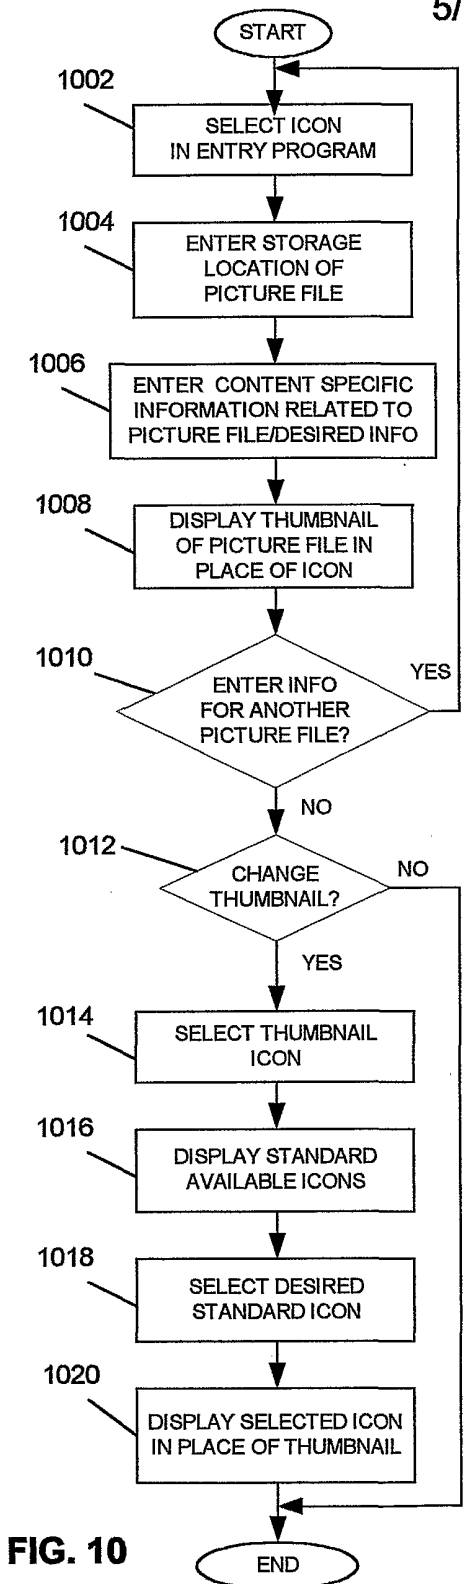 5/
START
1002
SELECT ICON
IN ENTRY PROGRAM
1004
ENTER STORAGE
LOCATION OF
PICTURE FILE
1006
ENTER CONTENT SPECIFIC
INFORMATION RELATED TO
PICTURE FILE/DESIRED INFO
1008
DISPLAY THUMBNAIL
OF PICTURE FILE IN
PLACE OF ICON
1010
YES
ENTER INFO
FOR ANOTHER
PICTURE FILE?
NO
1012
NO
CHANGE
THUMBNAIL?
YES
1014
SELECT THUMBNAIL
ICON
1016
DISPLAY STANDARD
AVAILABLE ICONS
1018
SELECT DESIRED
STANDARD ICON
1020
DISPLAY SELECTED ICON
IN PLACE OF THUMBNAIL
FIG. 10
END